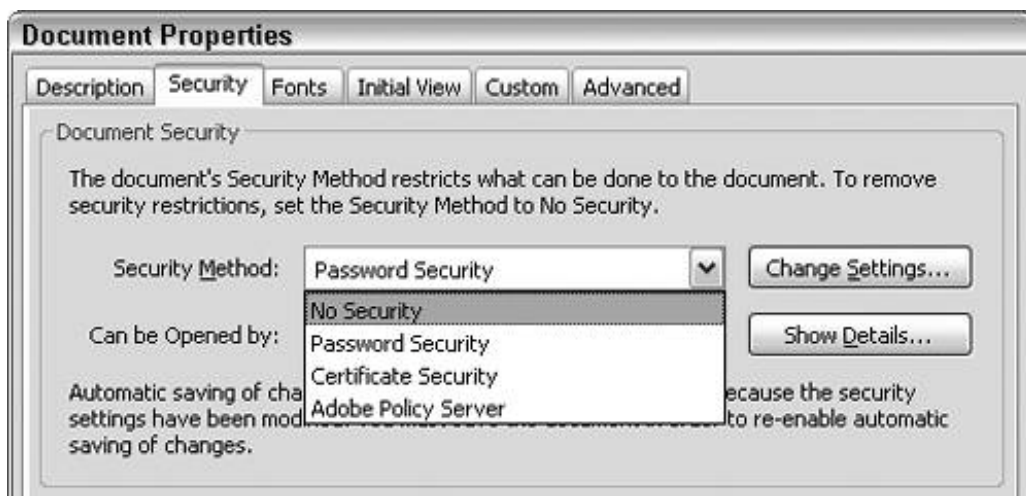 Document Properties
Description Security Fonts Initial View Custom Advanced
Document Security
The document's Security Method restricts what can be done to the document. To remove
security restrictions, set the Security Method to No Security.
Security Method: Password Security Change Settings...
No Security
Can be Opened by: Password Security Show Details...
Certificate Security
Adobe Policy Server
Automatic saving of ecause the security
settings have been to re-enable automatic
saving of changes.